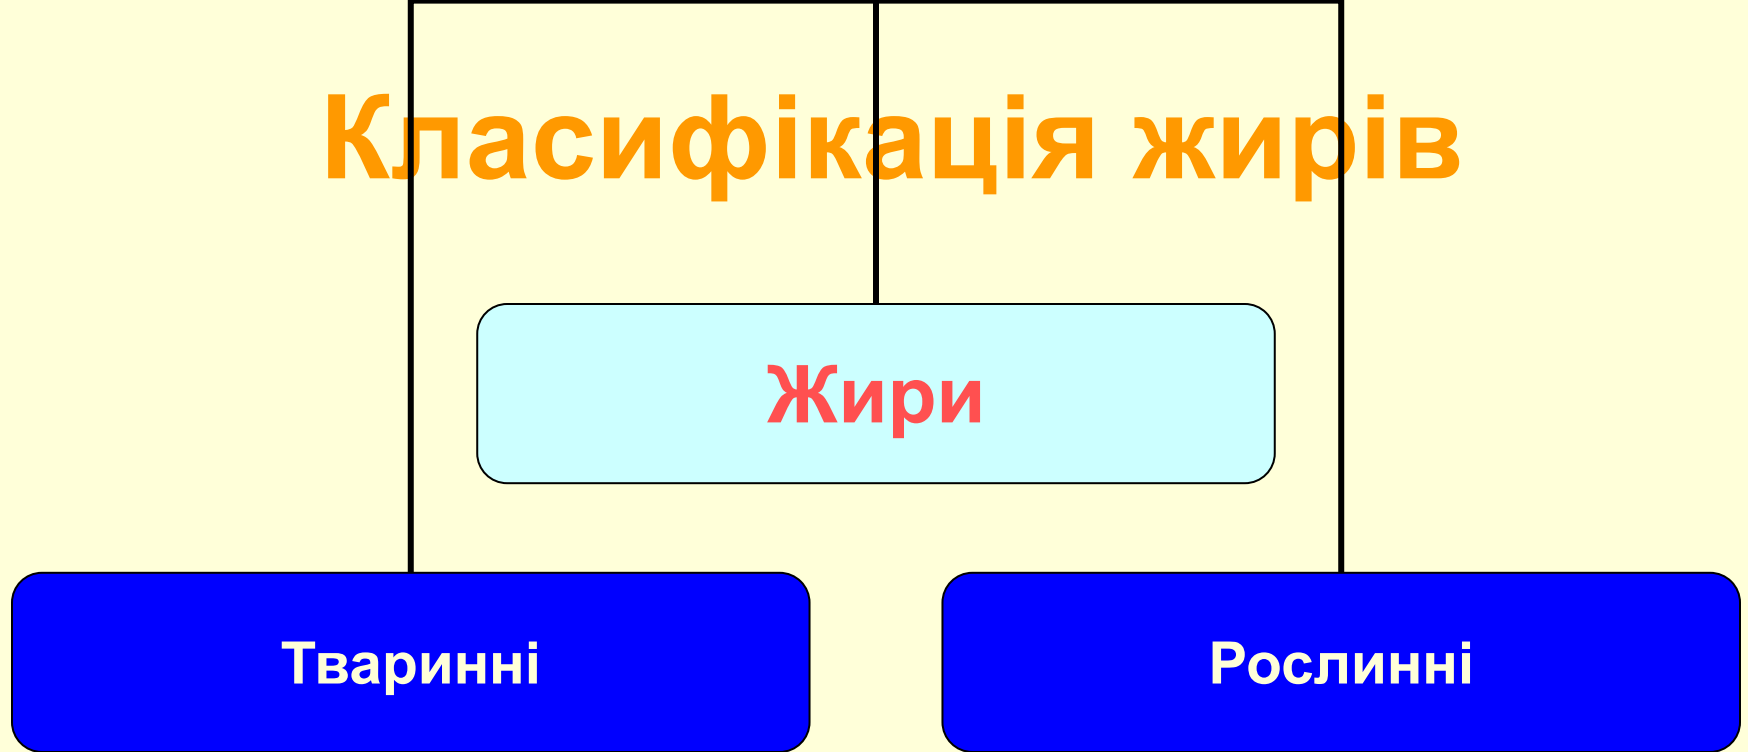 Класифікація жирів
Жири
Тваринні
Рослинні